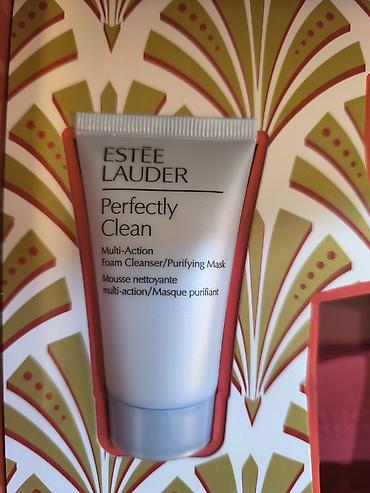 ESTĒE
LAUDER
Perfectly
Clean
Multi-Action
Foam Cleanser/Purifying Mask
Mousse nettoyante
multi-action/Masque purifiant